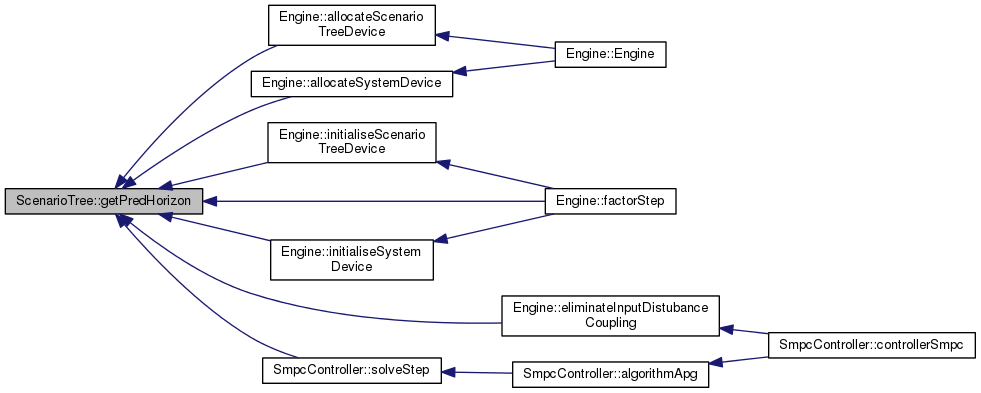 Engine::allocateScenario
TreeDevice
Engine::Engine
Engine::allocateSystemDevice
Engine::initialiseScenario
TreeDevice
ScenarioTree::getPredHorizon
Engine::factorStep
Engine::initialiseSystem
Device
Engine::eliminateInputDistubance
Coupling
SmpcController::controllerSmpc
SmpcController::solveStep
SmpcController::algorithmApg